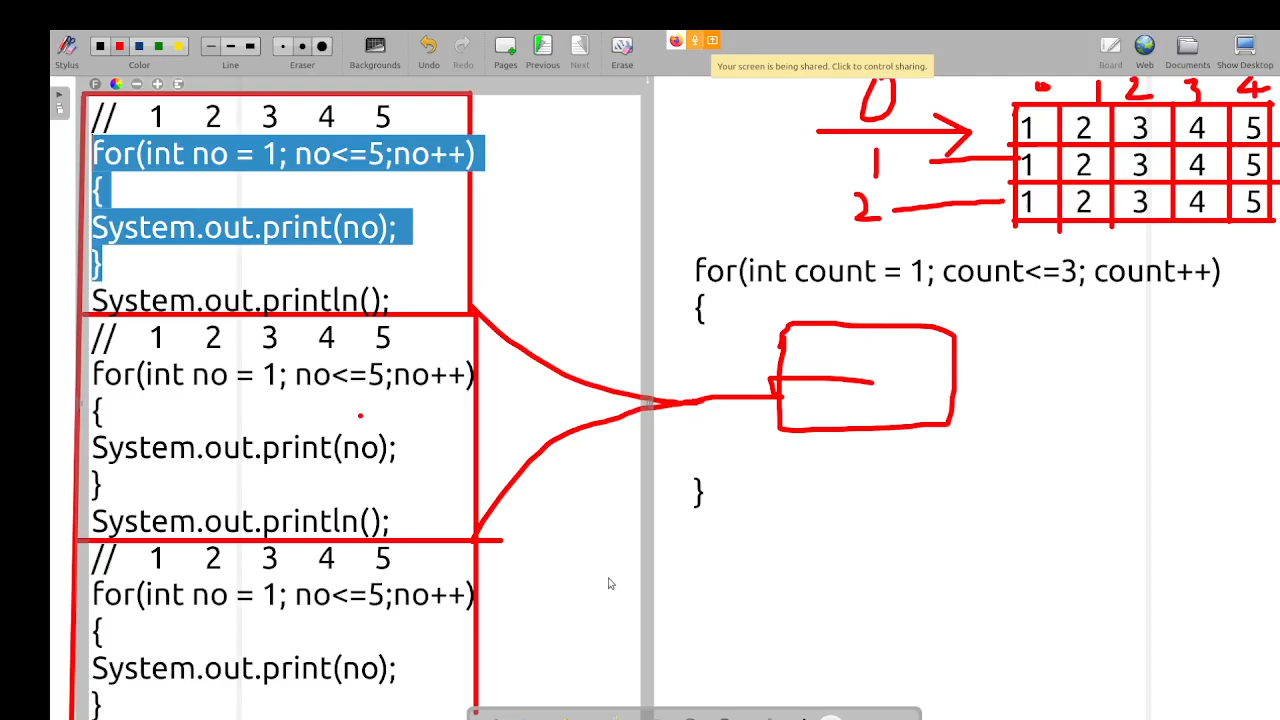 Stylus Color Line Eraser Backgrounds Undo Redo Pages Previous Next Erase Board Web Documents Show Desktop
Your screen is being shared. Click to control sharing.
// 1 2 3 4 5
for(int no = 1; no<=5;no++)
{
System.out.print(no);
}
System.out.println();
// 1 2 3 4 5
for(int no = 1; no<=5;no++)
{
System.out.print(no);
}
System.out.println();
// 1 2 3 4 5
for(int no = 1; no<=5;no++)
{
System.out.print(no);
}
1 2 3 4
0
1 2 3 4 5
1
1 2 3 4 5
2
1 2 3 4 5
for(int count = 1; count<=3; count++)
{
}